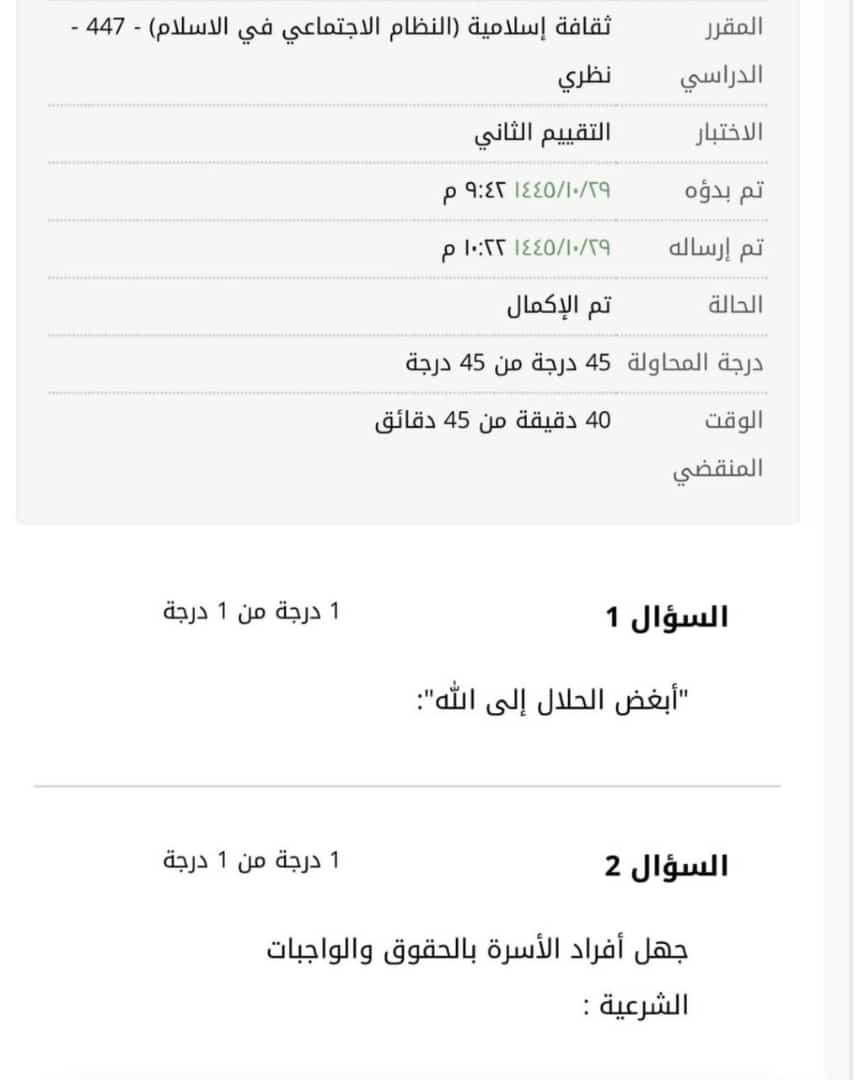 المقرر ثقافة إسلامية (النظام الاجتماعي في الاسلام) - 447 -
الدراسي نظري
الاختبار التقييم الثاني
تم بدؤه ١٤٤٥/١٠/٢٩ ٩:٤٢ م
تم إرساله ١٤٤٥/١٠/٢٩ ١٠:٢٢ م
الحالة تم الإكمال
درجة المحاولة 45 درجة من 45 درجة
الوقت 40 دقيقة من 45 دقائق
المنقضي
السؤال 1 1 درجة من 1 درجة
"أبغض الحلال إلى الله":
السؤال 2 1 درجة من 1 درجة
جهل أفراد الأسرة بالحقوق والواجبات
الشرعية :